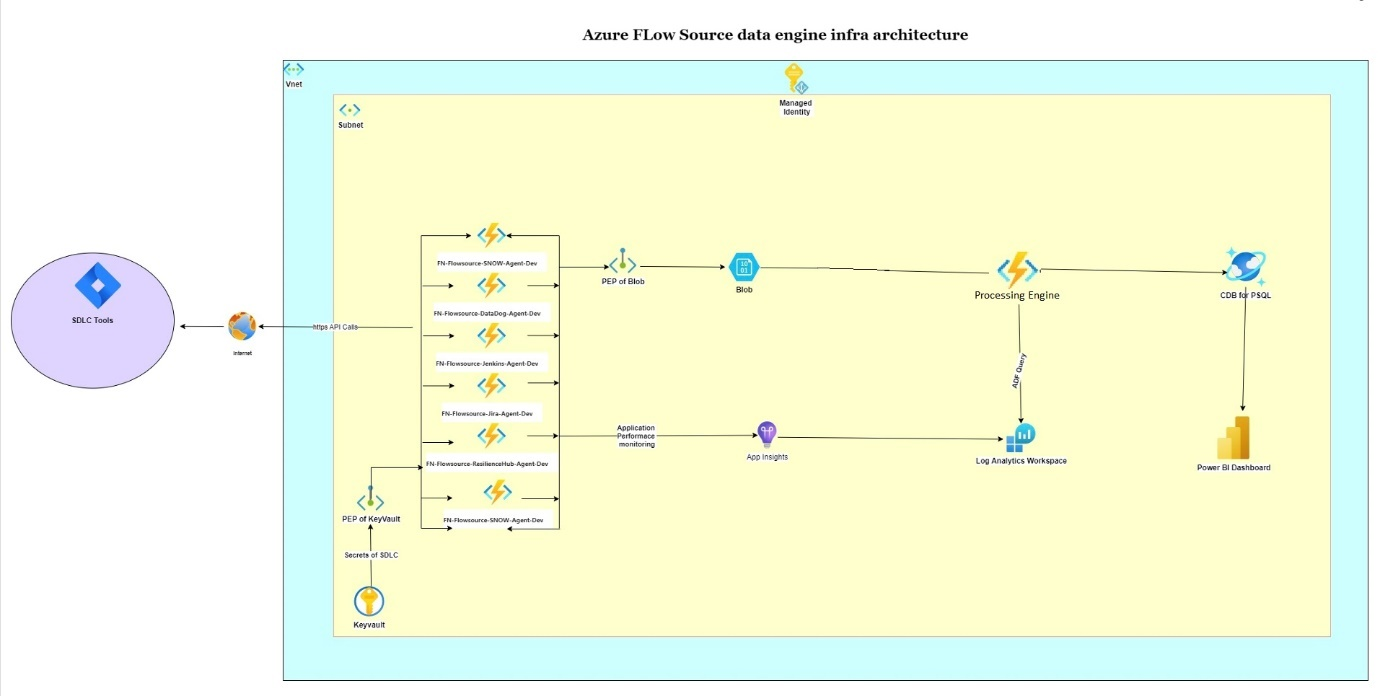 Azure FLow Source data engine infra architecture
Vnet
Managed
Identity
Subnet
SDLC Tools
Internet
https API Calls
FN-Flowsource-SNOW-Agent-Dev
FN-Flowsource-DataDog-Agent-Dev
FN-Flowsource-Jenkins-Agent-Dev
FN-Flowsource-Jira-Agent-Dev
FN-Flowsource-ResilienceHub-Agent-Dev
FN-Flowsource-SNOW-Agent-Dev
PEP of Blob
Blob
Processing Engine
CDB for PSQL
ADF Query
Application
Performace
monitoring
App Insights
Log Analytics Workspace
Power BI Dashboard
PEP of KeyVault
Secrets of SDLC
Keyvault